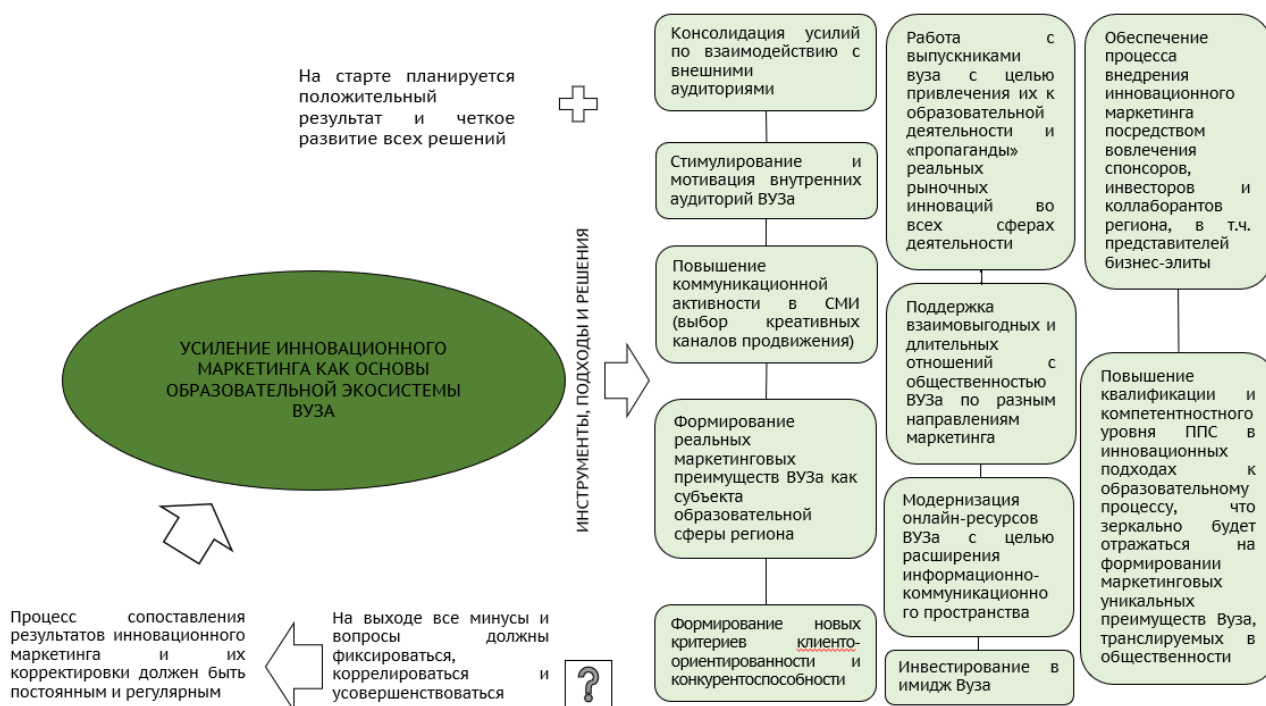 На старте планируется
положительный
результат и четкое
развитие всех решений
УСИЛЕНИЕ ИННОВАЦИОННОГО
МАРКЕТИНГА КАК ОСНОВЫ
ОБРАЗОВАТЕЛЬНОЙ ЭКОСИСТЕМЫ
ВУЗА
ИНСТРУМЕНТЫ, ПОДХОДЫ И РЕШЕНИЯ
Консолидация усилий
по взаимодействию с
внешними
аудиториями
Стимулирование и
мотивация внутренних
аудиторий ВУЗа
Повышение
коммуникационной
активности в СМИ
(выбор креативных
каналов продвижения)
Формирование
реальных
маркетинговых
преимуществ ВУЗа как
субъекта
образовательной
сферы региона
Формирование новых
критериев клиенто-
ориентированности и
конкурентоспособности
Работа с
выпускниками
вуза с целью
привлечения их к
образовательной
деятельности и
«пропаганды»
реальных
рыночных
инноваций во
всех сферах
деятельности
Поддержка
взаимовыгодных и
длительных
отношений с
общественностью
ВУЗа по разным
направлениям
маркетинга
Модернизация
онлайн-ресурсов
ВУЗа с целью
расширения
информационно-
коммуникационно
го пространства
Инвестирование в
имидж Вуза
Обеспечение
процесса
внедрения
инновационного
маркетинга
посредством
вовлечения
спонсоров,
инвесторов и
коллаборантов
региона, в т.ч.
представителей
бизнес-элиты
Повышение
квалификации и
компетентностного
уровня ППС в
инновационных
подходах к
образовательному
процессу, что
зеркально будет
отражаться на
формировании
маркетинговых
уникальных
преимуществ Вуза,
транслируемых в
общественности
На выходе все минусы и
вопросы должны
фиксироваться,
коррелироваться и
усовершенствоваться
?
Процесс сопоставления
результатов инновационного
маркетинга и их
корректировки должен быть
постоянным и регулярным